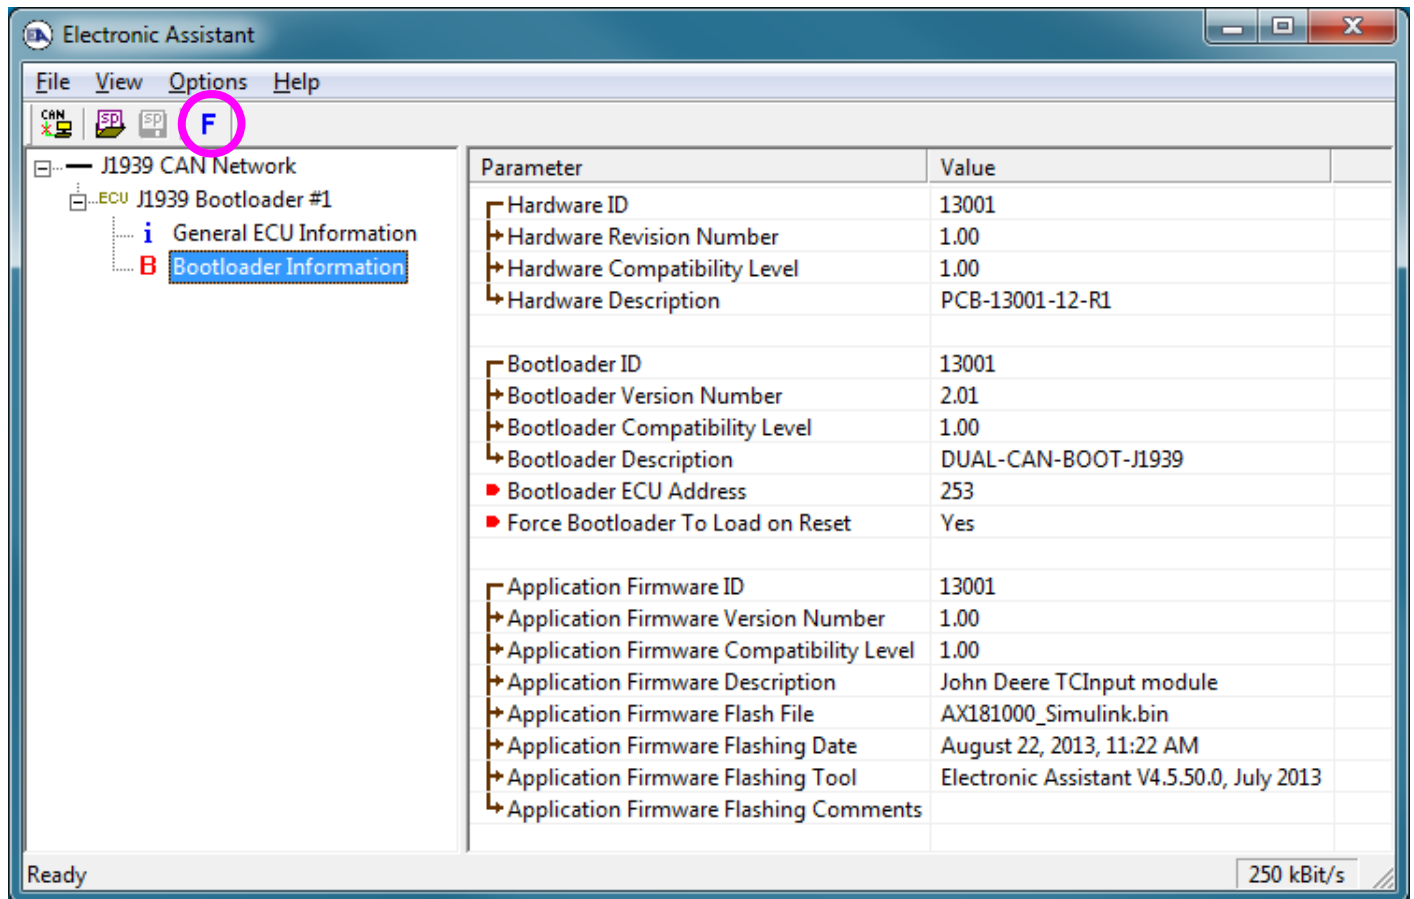 Electronic Assistant
File View Options Help
CAN SP SP F
J1939 CAN Network
ECU J1939 Bootloader #1
i General ECU Information
B Bootloader Information
Parameter Value
Hardware ID 13001
Hardware Revision Number 1.00
Hardware Compatibility Level 1.00
Hardware Description PCB-13001-12-R1
Bootloader ID 13001
Bootloader Version Number 2.01
Bootloader Compatibility Level 1.00
Bootloader Description DUAL-CAN-BOOT-J1939
Bootloader ECU Address 253
Force Bootloader To Load on Reset Yes
Application Firmware ID 13001
Application Firmware Version Number 1.00
Application Firmware Compatibility Level 1.00
Application Firmware Description John Deere TCInput module
Application Firmware Flash File AX181000_Simulink.bin
Application Firmware Flashing Date August 22, 2013, 11:22 AM
Application Firmware Flashing Tool Electronic Assistant V4.5.50.0, July 2013
Application Firmware Flashing Comments
Ready 250 kBit/s